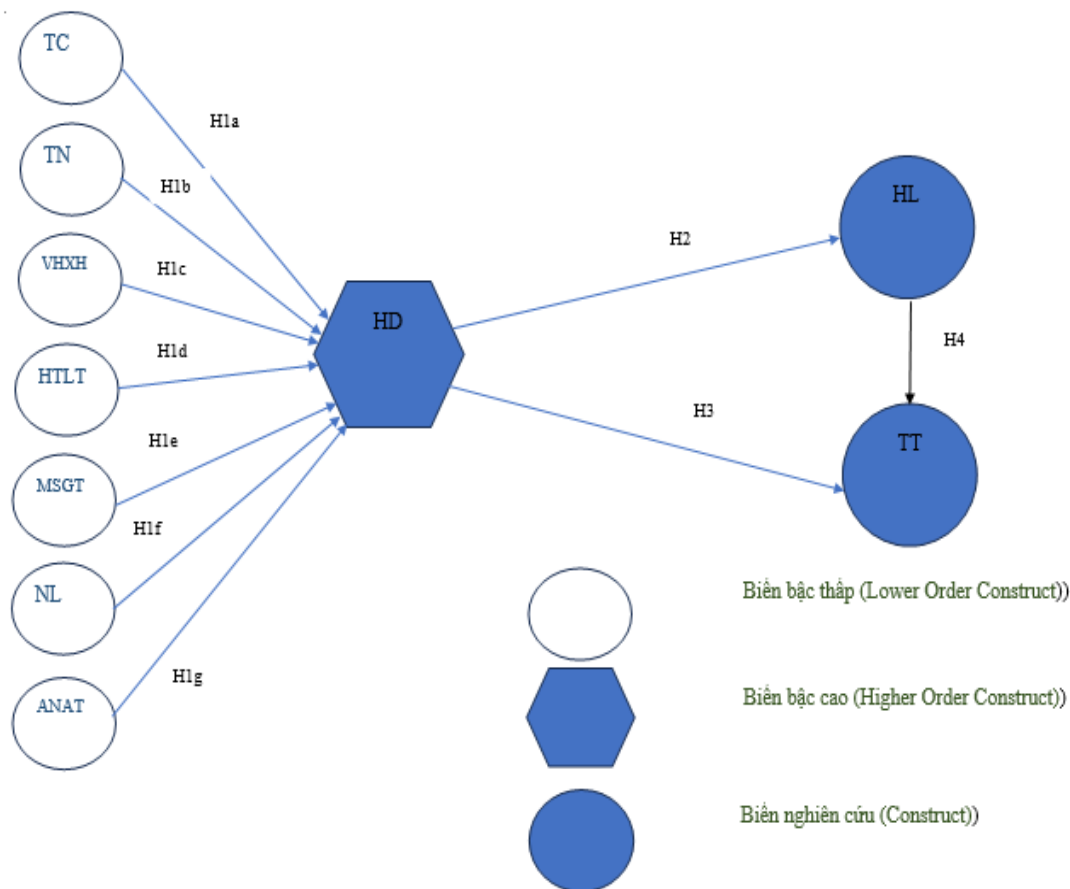 TC
H1a
TN
H1b
HL
VHXH
H1c
H2
HD
HTLT
H1d
H4
H3
H1e
TT
MSGT
H1f
NL
Biến bậc thấp (Lower Order Construct))
H1g
ANAT
Biến bậc cao (Higher Order Construct))
Biến nghiên cứu (Construct))